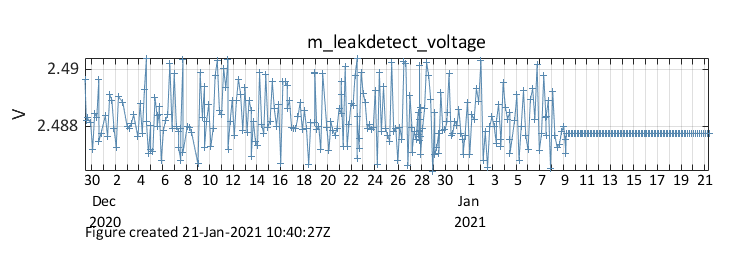 m_leakdetect_voltage
2.49
2.488
V
30 2 4 6 8 10 12 14 16 18 20 22 24 26 28 30 1 3 5 7 9 11 13 15 17 19 21
Dec Jan
2020 2021
Figure created 21-Jan-2021 10:40:27Z